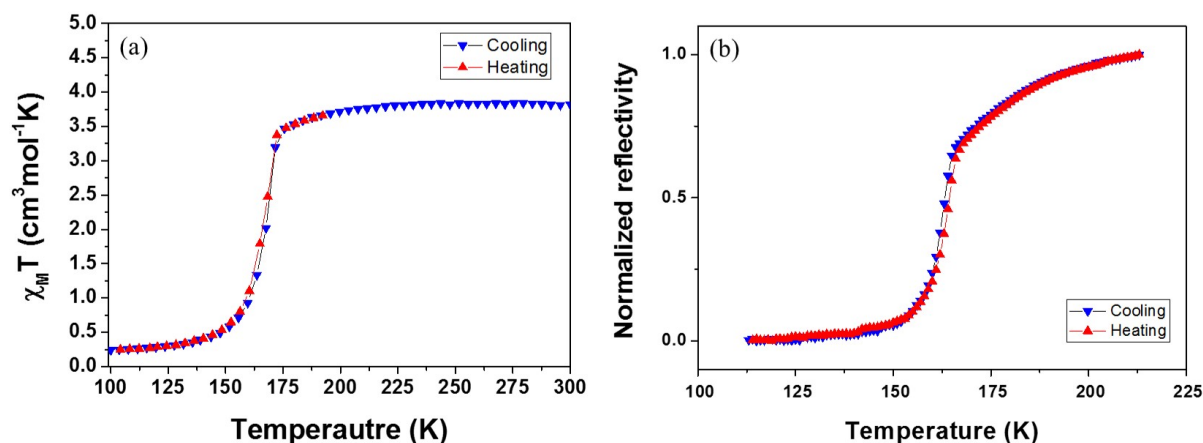 (a)
Cooling
Heating
5.0
4.5
4.0
3.5
3.0
2.5
2.0
1.5
1.0
0.5
0.0
χ_M T (cm³mol⁻¹K)
100 125 150 175 200 225 250 275 300
Temperautre (K)
(b)
1.0
0.5
0.0
Normalized reflectivity
Cooling
Heating
100 125 150 175 200 225
Temperature (K)